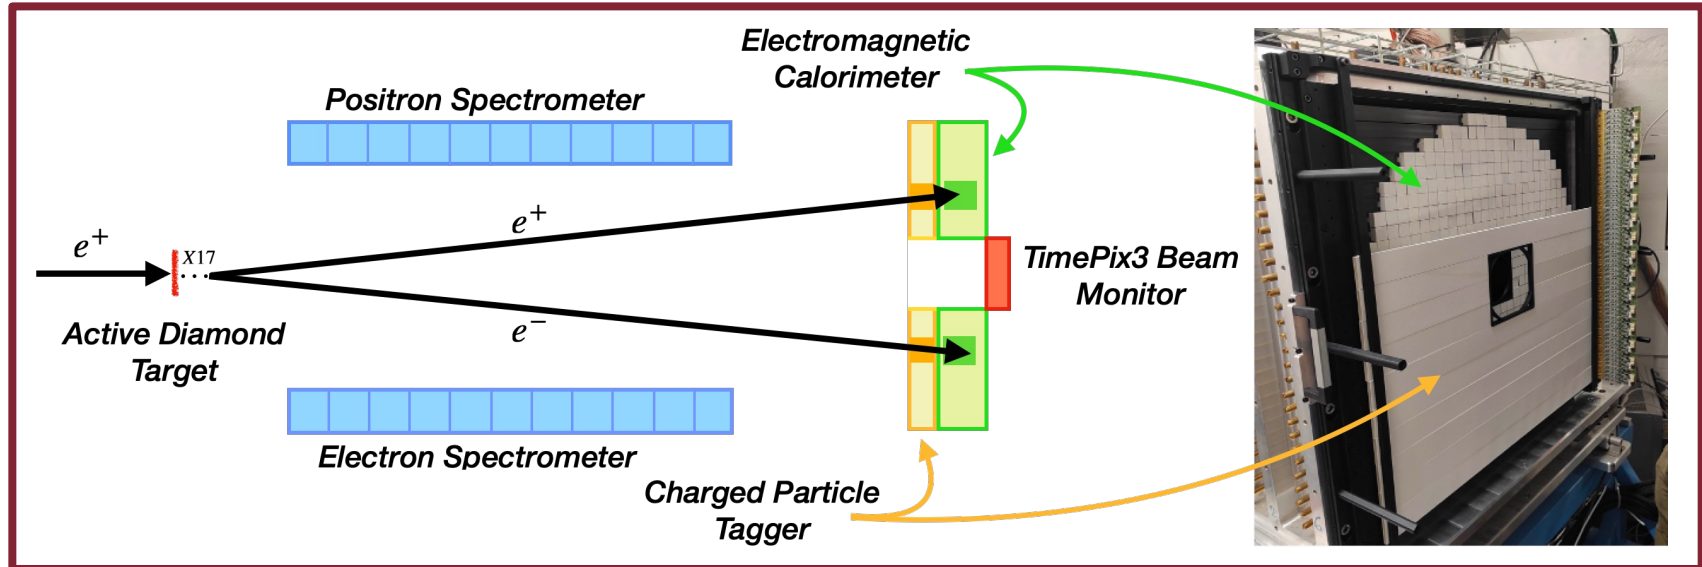 Electromagnetic
Calorimeter
Positron Spectrometer
e⁺
X17
e⁺
TimePix3 Beam
Monitor
Active Diamond
Target
e⁻
Electron Spectrometer
Charged Particle
Tagger